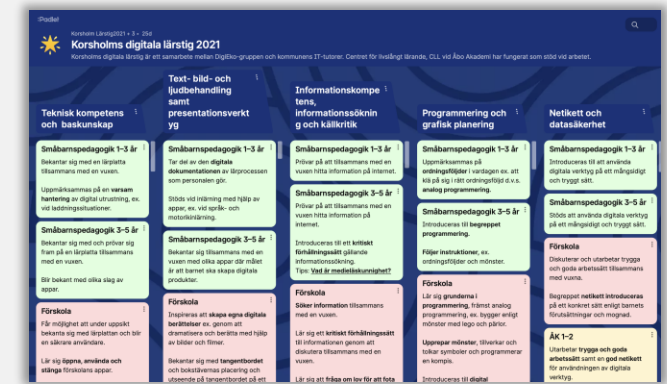 :Padlet
Korsholm Lärstig2021 • 3 • 25d
Korsholms digitala lärstig 2021
Korsholms digitala lärstig är ett samarbete mellan DigiEko-gruppen och kommunens IT-tutorer. Centret för livslångt lärande, CLL vid Åbo Akademi har fungerat som stöd vid arbetet.
Teknisk kompetens
och baskunskap
Småbarnspedagogik 1–3 år
Bekantar sig med en lärplatta
tillsammans med en vuxen.
Uppmärksammas på en varsam
hantering av digital utrustning, ex.
vid laddningssituationer.
Småbarnspedagogik 3–5 år
Bekantar sig med och prövar sig
fram på en lärplatta tillsammans
med en vuxen.
Blir bekant med olika slag av
appar.
Förskola
Får möjlighet att under uppsikt
bekanta sig med lärplattan och blir
en säkrare användare.
Lär sig öppna, använda och
stänga förskolans appar.
Text- bild- och
ljudbehandling
samt
presentationsverkt
yg
Småbarnspedagogik 1–3 år
Tar del av den digitala
dokumentationen av lärprocessen
som personalen gör.
Stöds vid inlärning med hjälp av
appar, ex. vid språk- och
motorikinlärning.
Småbarnspedagogik 3–5 år
Bekantar sig tillsammans med en
vuxen med olika appar där målet
är att barnet ska skapa digitala
produkter.
Förskola
Inspireras att skapa egna digitala
berättelser ex. genom att
dramatisera och berätta med hjälp
av bilder och filmer.
Bekantar sig med tangentbordet
och bokstävernas placering och
utseende på tangentbordet på ett
Informationskompe
tens,
informationssöknin
g och källkritik
Småbarnspedagogik 1–3 år
Prövar på att tillsammans med en
vuxen hitta information på internet.
Småbarnspedagogik 3–5 år
Prövar på att tillsammans med en
vuxen hitta information på
internet.
Introduceras till ett kritiskt
förhållningssätt gällande
informationssökning.
Tips: Vad är medieläskunnighet?
Förskola
Söker information tillsammans
med en vuxen.
Lär sig ett kritiskt förhållningssätt
till informationen genom att
diskutera tillsammans med en
vuxen.
Lär sig att fråga om lov för att fota
Programmering och
grafisk planering
Småbarnspedagogik 1–3 år
Uppmärksammas på
ordningsföljder i vardagen ex. att
klä på sig i rätt ordningsföljd d.v.s.
analog programmering.
Småbarnspedagogik 3–5 år
Introduceras till begreppet
programmering.
Följer instruktioner, ex.
ordningsföljder och mönster.
Förskola
Lär sig grunderna i
programmering, främst analog
programmering, ex. bygger enligt
mönster med lego och pärlor.
Upprepar mönster, tillverkar och
tolkar symboler och programmerar
en kompis.
Introduceras till digital
Netikett och
datasäkerhet
Småbarnspedagogik 1–3 år
Introduceras till att använda
digitala verktyg på ett mångsidigt
och tryggt sätt.
Småbarnspedagogik 3–5 år
Stöds att använda digitala verktyg
på ett mångsidigt och tryggt sätt.
Förskola
Diskuterar och utarbetar trygga
och goda arbetssätt tillsammans
med vuxna.
Begreppet netikett introduceras
på ett konkret sätt enligt barnets
förutsättningar och mognad.
ÅK 1–2
Utarbetar trygga och goda
arbetssätt samt en god netikett
för användningen av digitala
verktyg.